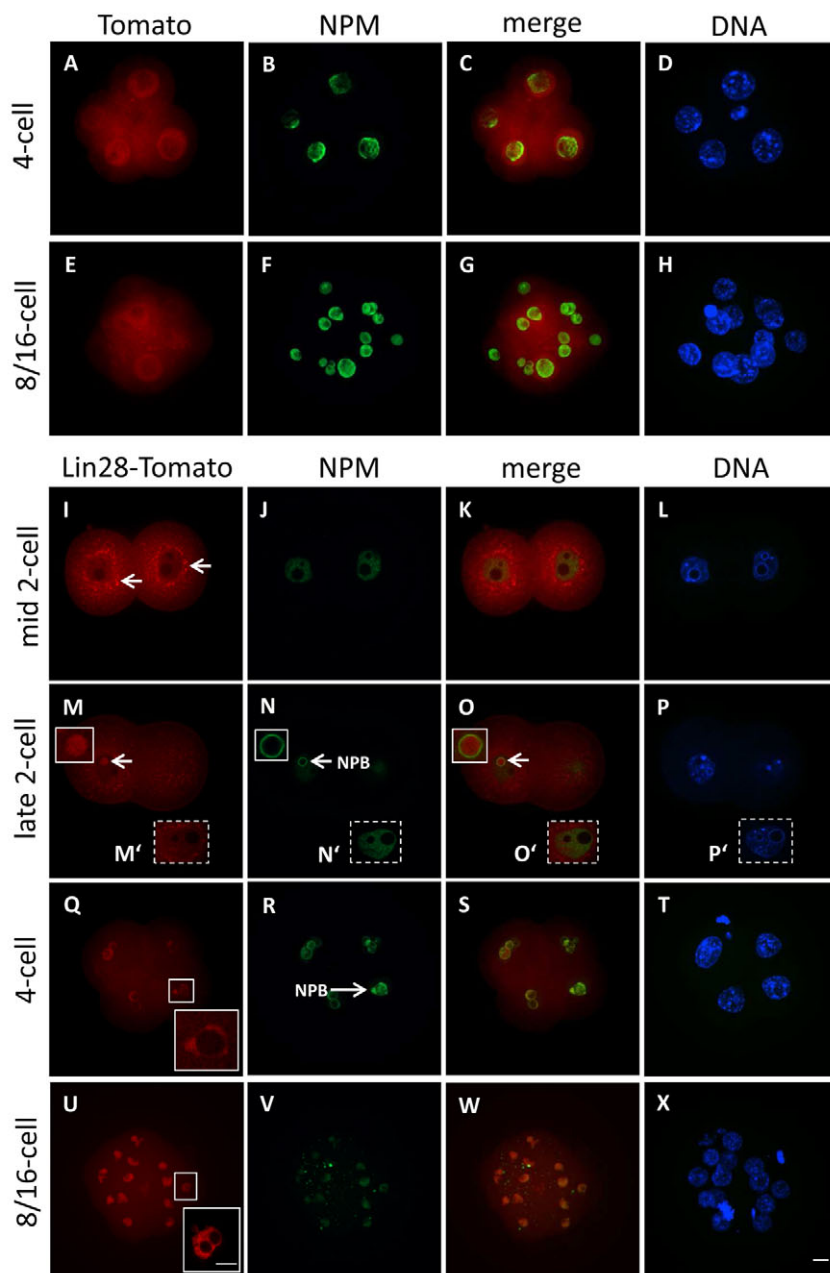 Tomato NPM merge DNA
4-cell
A B C D
8/16-cell
E F G H
Lin28-Tomato NPM merge DNA
mid 2-cell
I J K L
late 2-cell
M N O P
NPB
M‘ N‘ O‘ P‘
4-cell
Q R S T
NPB
8/16-cell
U V W X